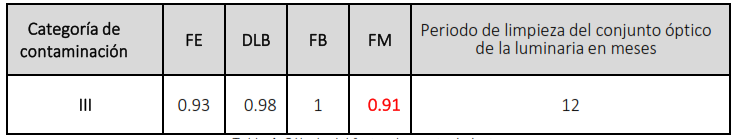 Categoría de
contaminación
FE
DLB
FB
FM
Periodo de limpieza del conjunto óptico
de la luminaria en meses
III
0.93
0.98
1
0.91
12